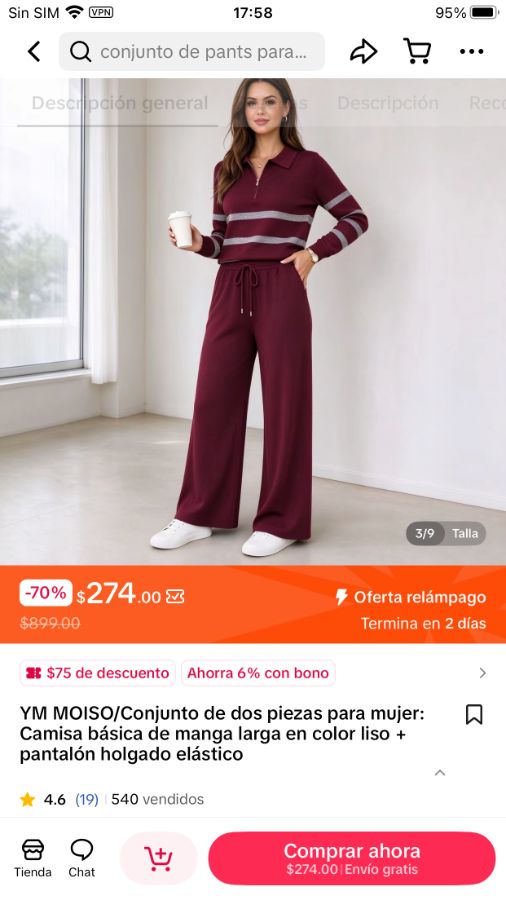 Sin SIM VPN 17:58 95%
conjunto de pants para...
Descripción general Descripción
-70% $274.00
$899.00
Oferta relámpago
Termina en 2 días
3/9 Talla
$75 de descuento Ahorra 6% con bono
YM MOISO/Conjunto de dos piezas para mujer:
Camisa básica de manga larga en color liso +
pantalón holgado elástico
4.6 (19) 540 vendidos
Tienda Chat
Comprar ahora
$274.00 Envío gratis